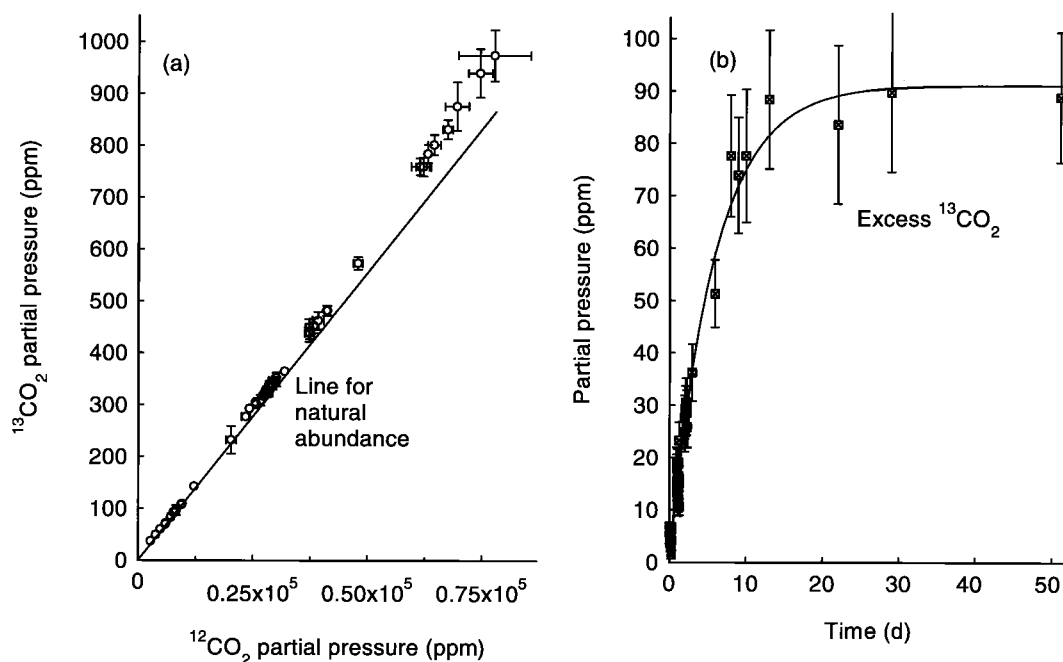 (a)
1000
900
800
700
600
500
400
300
200
100
0
¹³CO₂ partial pressure (ppm)
Line for
natural
abundance
0
0.25x10⁵
0.50x10⁵
0.75x10⁵
¹²CO₂ partial pressure (ppm)
(b)
100
90
80
70
60
50
40
30
20
10
0
Partial pressure (ppm)
Excess ¹³CO₂
0
10
20
30
40
50
Time (d)